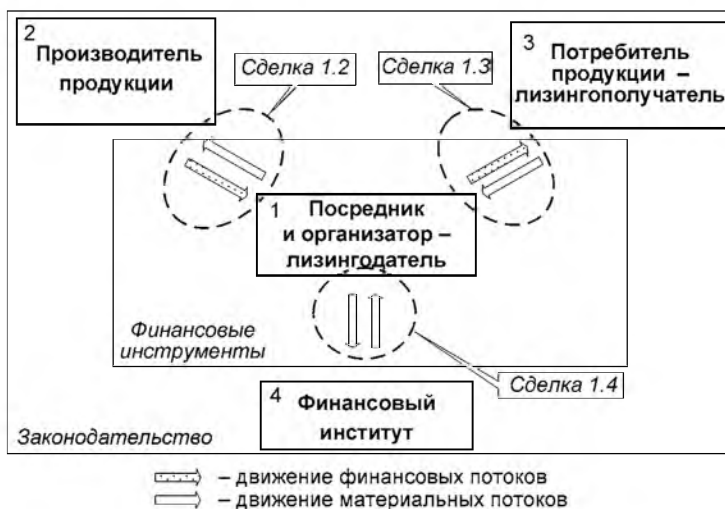 2
Производитель
продукции
Сделка 1.2
Сделка 1.3
3
Потребитель
продукции –
лизингополучатель
1
Посредник
и организатор –
лизингодатель
Финансовые
инструменты
Сделка 1.4
4
Финансовый
институт
Законодательство
– движение финансовых потоков
– движение материальных потоков